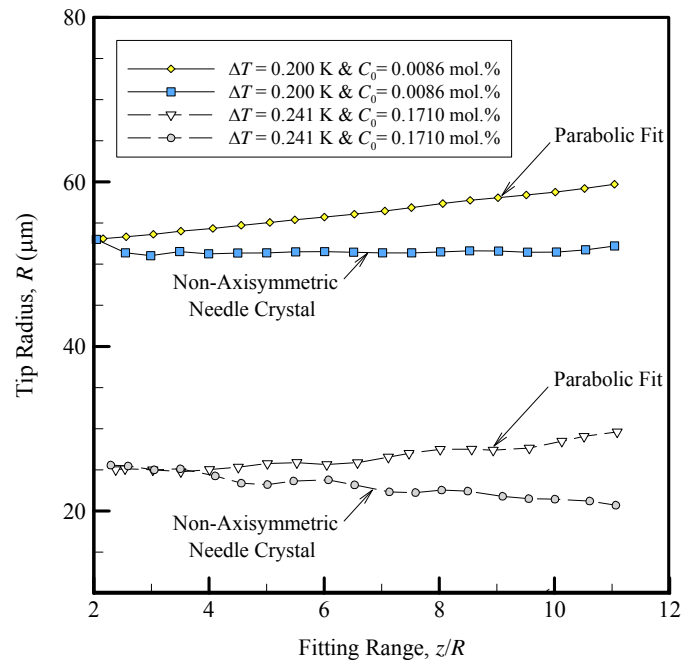 80
60
40
20
Tip Radius, R (μm)
ΔT = 0.200 K & C₀= 0.0086 mol.%
ΔT = 0.200 K & C₀= 0.0086 mol.%
ΔT = 0.241 K & C₀= 0.1710 mol.%
ΔT = 0.241 K & C₀= 0.1710 mol.%
Parabolic Fit
Non-Axisymmetric
Needle Crystal
Parabolic Fit
Non-Axisymmetric
Needle Crystal
2 4 6 8 10 12
Fitting Range, z/R